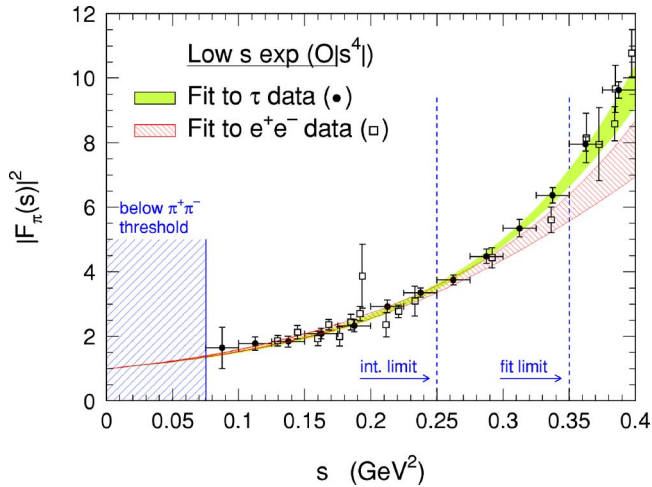 Low s exp (O|s⁴|)
Fit to τ data (•)
Fit to e⁺e⁻ data (□)
below π⁺π⁻
threshold
int. limit
fit limit
|Fπ(s)|²
12
10
8
6
4
2
0
0 0.05 0.1 0.15 0.2 0.25 0.3 0.35 0.4
s (GeV²)